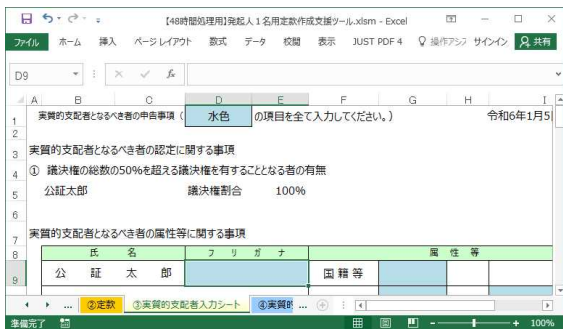 【48時間処理用】発起人１名用定款作成支援ツール.xlsm - Excel
ファイル ホーム 挿入 ページ レイアウト 数式 データ 校閲 表示 JUST PDF 4 操作アシス サインイン 共有
D9 fx
A B C D E F G H I
1 実質的支配者となるべき者の申告事項（ 水色 の項目を全て入力してください。） 令和6年1月5
2
3 実質的支配者となるべき者の認定に関する事項
4 ① 議決権の総数の50％を超える議決権を有することとなる者の有無
5 公証太郎 議決権割合 100%
6
7 実質的支配者となるべき者の属性等に関する事項
8 氏 名 フ リ ガ ナ 属 性 等
9 公 証 太 郎 国籍等
... ②定款 ③実質的支配者入力シート ④実質的 ...
準備完了 100%